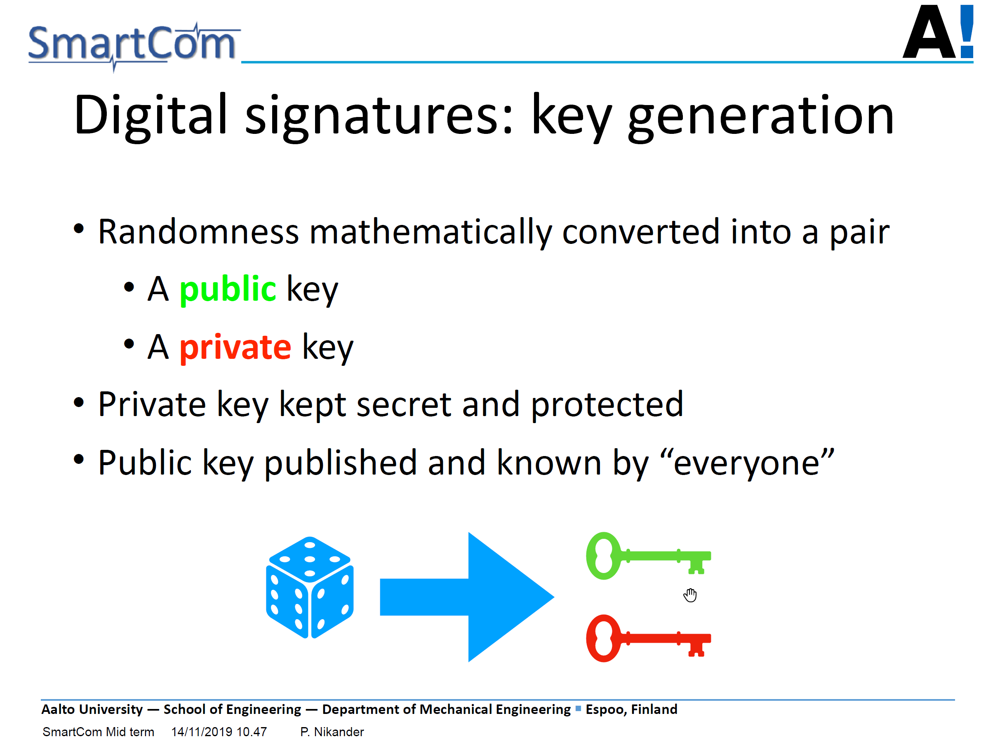 SmartCom
A!
Digital signatures: key generation
• Randomness mathematically converted into a pair
• A public key
• A private key
• Private key kept secret and protected
• Public key published and known by “everyone”
Aalto University — School of Engineering — Department of Mechanical Engineering ▪ Espoo, Finland
SmartCom Mid term 14/11/2019 10.47 P. Nikander